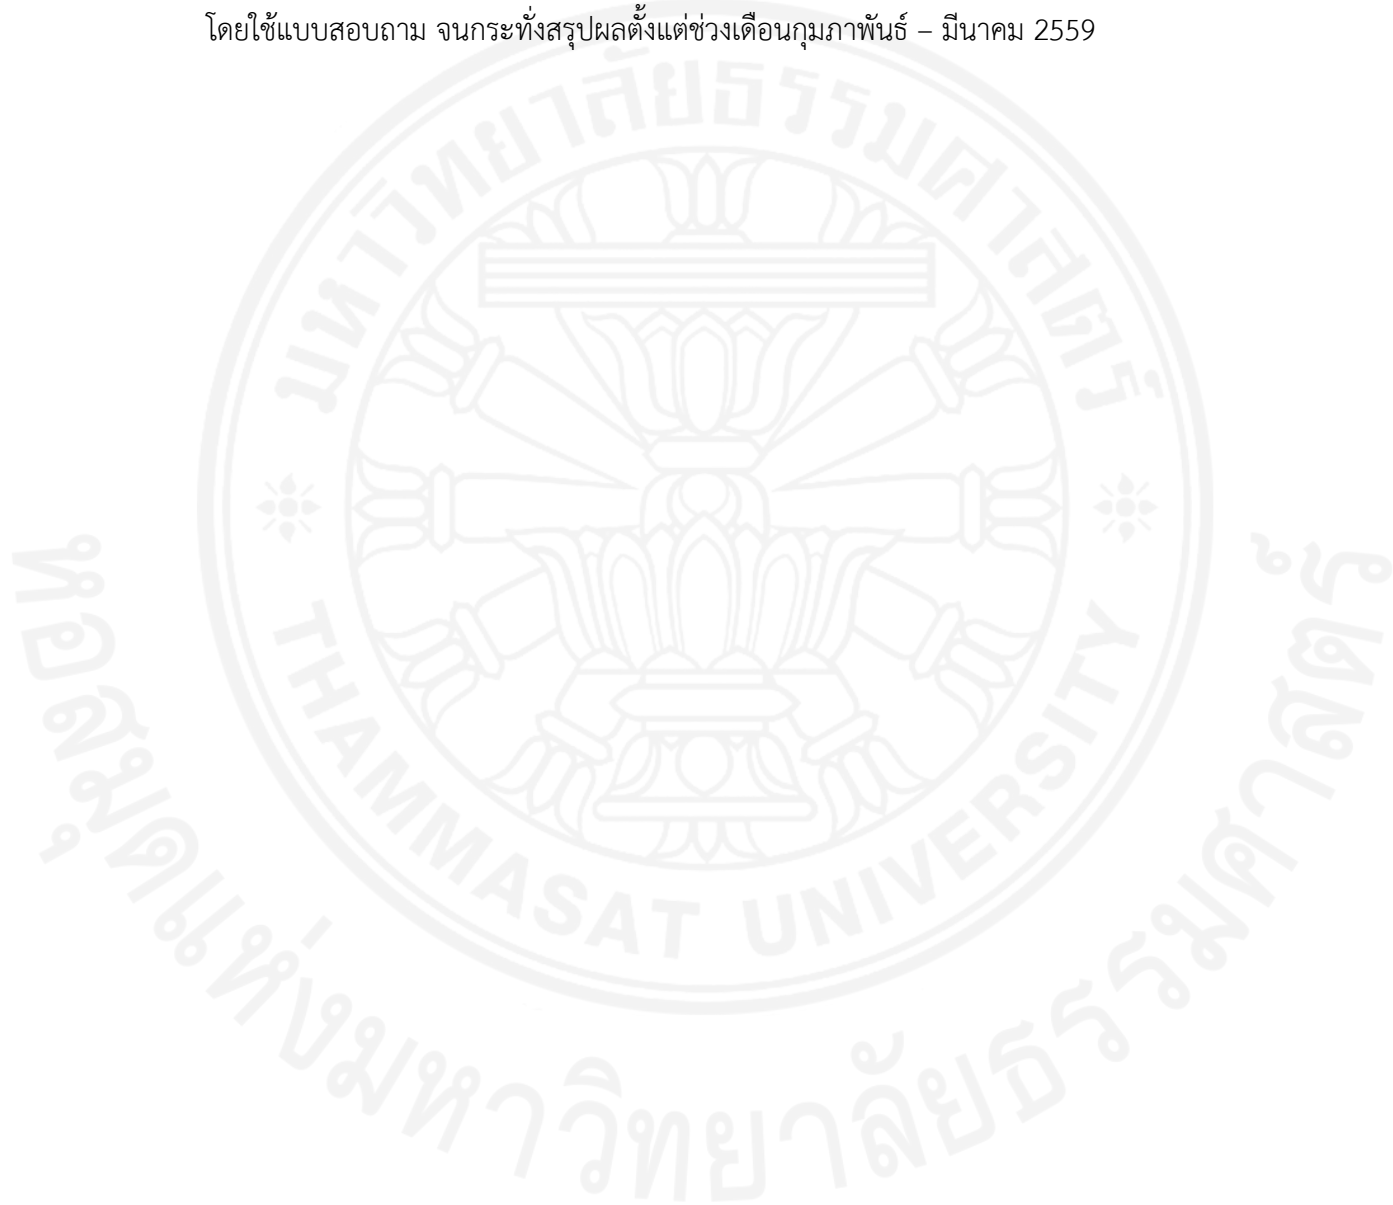 โดยใช้แบบสอบถาม จนกระทั่งสรุปผลตั้งแต่ช่วงเดือนกุมภาพันธ์ – มีนาคม 2559
มหาวิทยาลัยธรรมศาสตร์
THAMMASAT UNIVERSITY
หอสมุดแห่งมหาวิทยาลัยธรรมศาสตร์